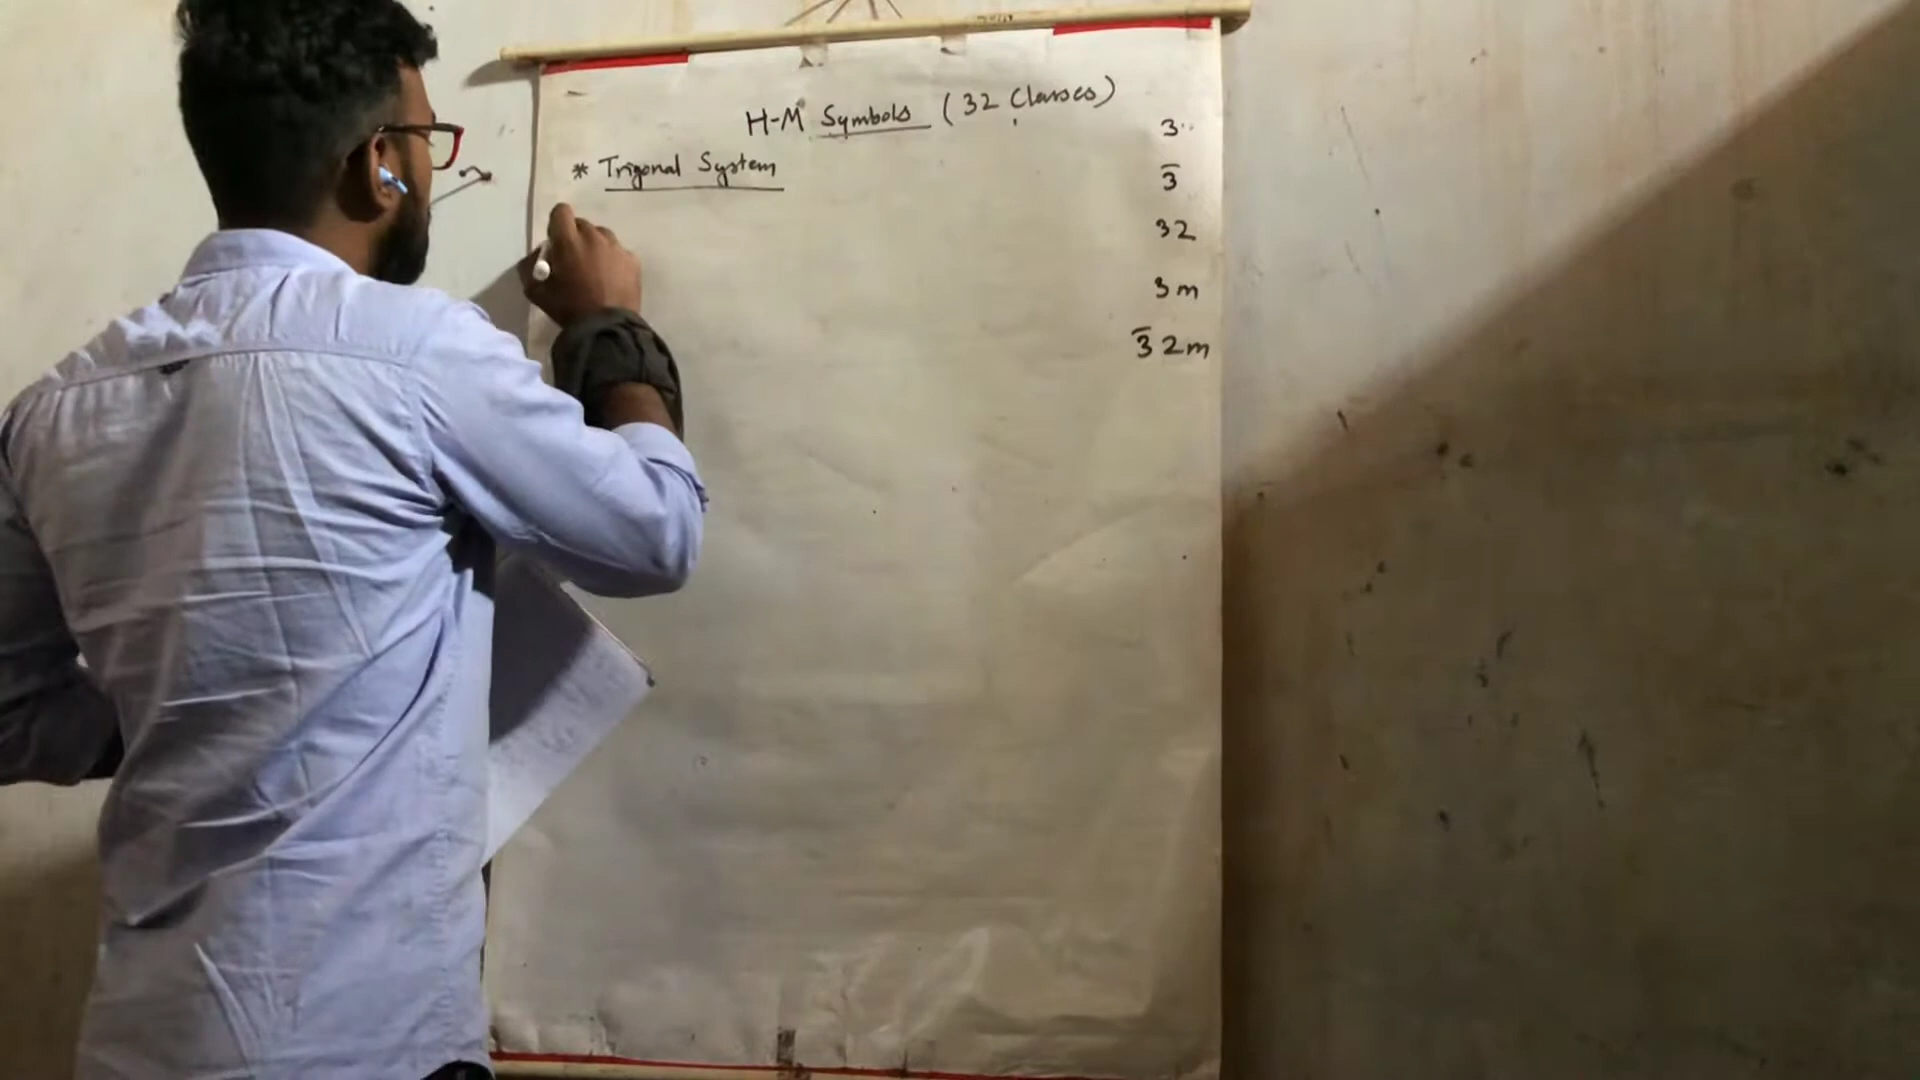 H-M Symbols (32 Classes)
* Trigonal System
3
3̅
32
3m
3̅2m